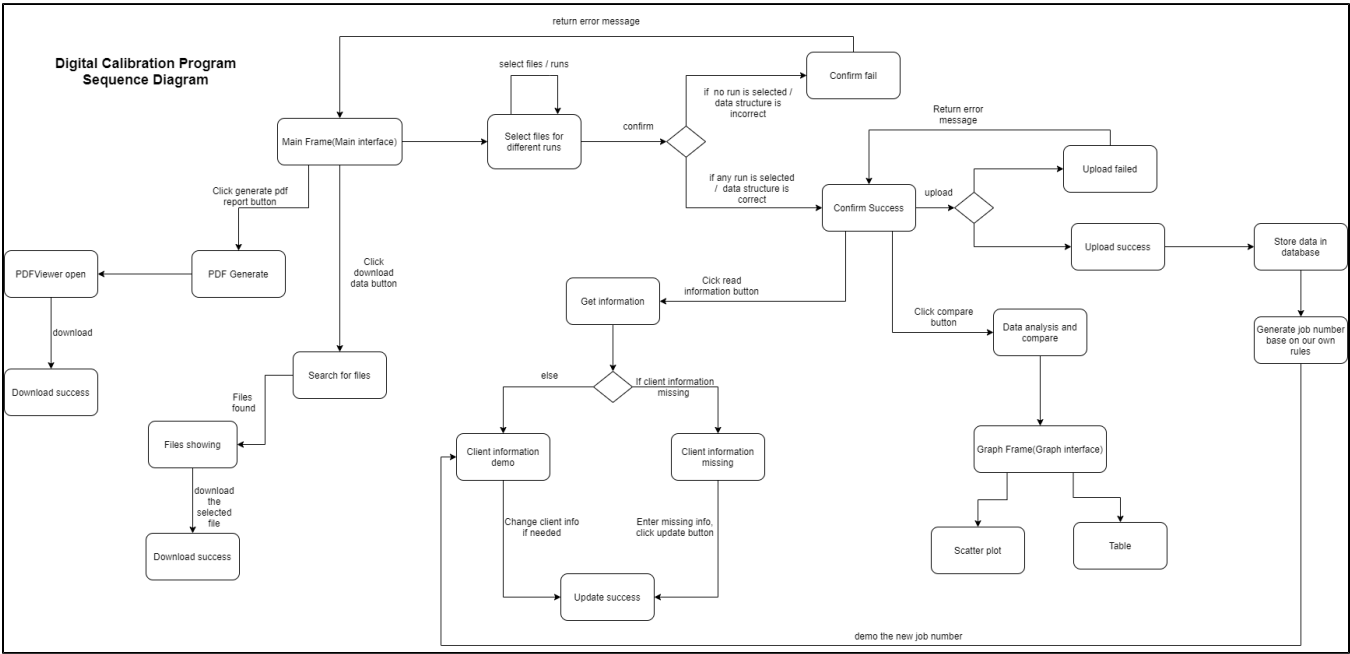 return error message
Digital Calibration Program
Sequence Diagram
select files / runs
Confirm fail
if  no run is selected /
data structure is
incorrect
Return error
message
Main Frame(Main interface)
Select files for
different runs
confirm
Upload failed
if any run is selected
/  data structure is
correct
Click generate pdf
report button
Confirm Success
upload
Upload success
Store data in
database
PDFViewer open
PDF Generate
Click
download
data button
Cick read
information button
Get information
Click compare
button
Data analysis and
compare
Generate job number
base on our own
rules
download
Search for files
else
If client information
missing
Download success
Files
found
Files showing
Client information
demo
Client information
missing
Graph Frame(Graph interface)
download
the
selected
file
Change client info
if needed
Enter missing info,
click update button
Download success
Scatter plot
Table
Update success
demo the new job number